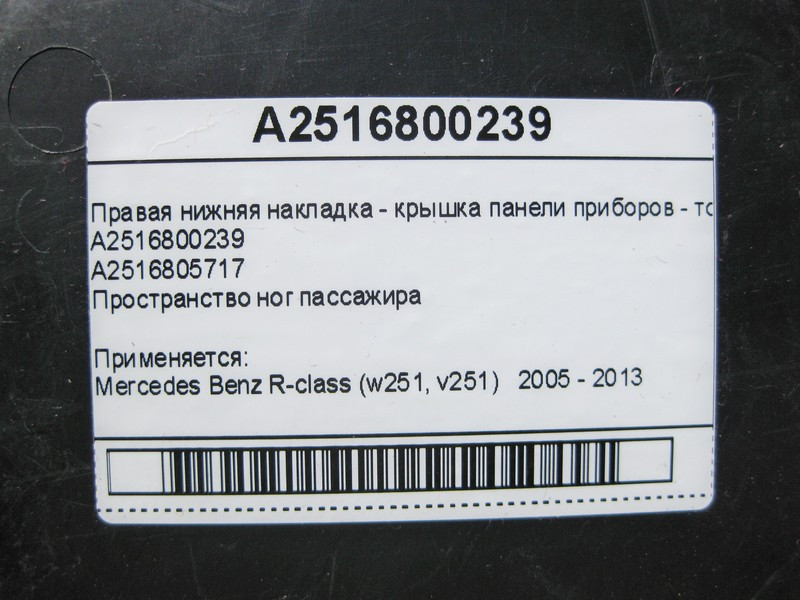 A2516800239
Правая нижняя накладка - крышка панели приборов -
A2516800239
A2516805717
Пространство ног пассажира
Применяется:
Mercedes Benz R-class (w251, v251) 2005 - 2013